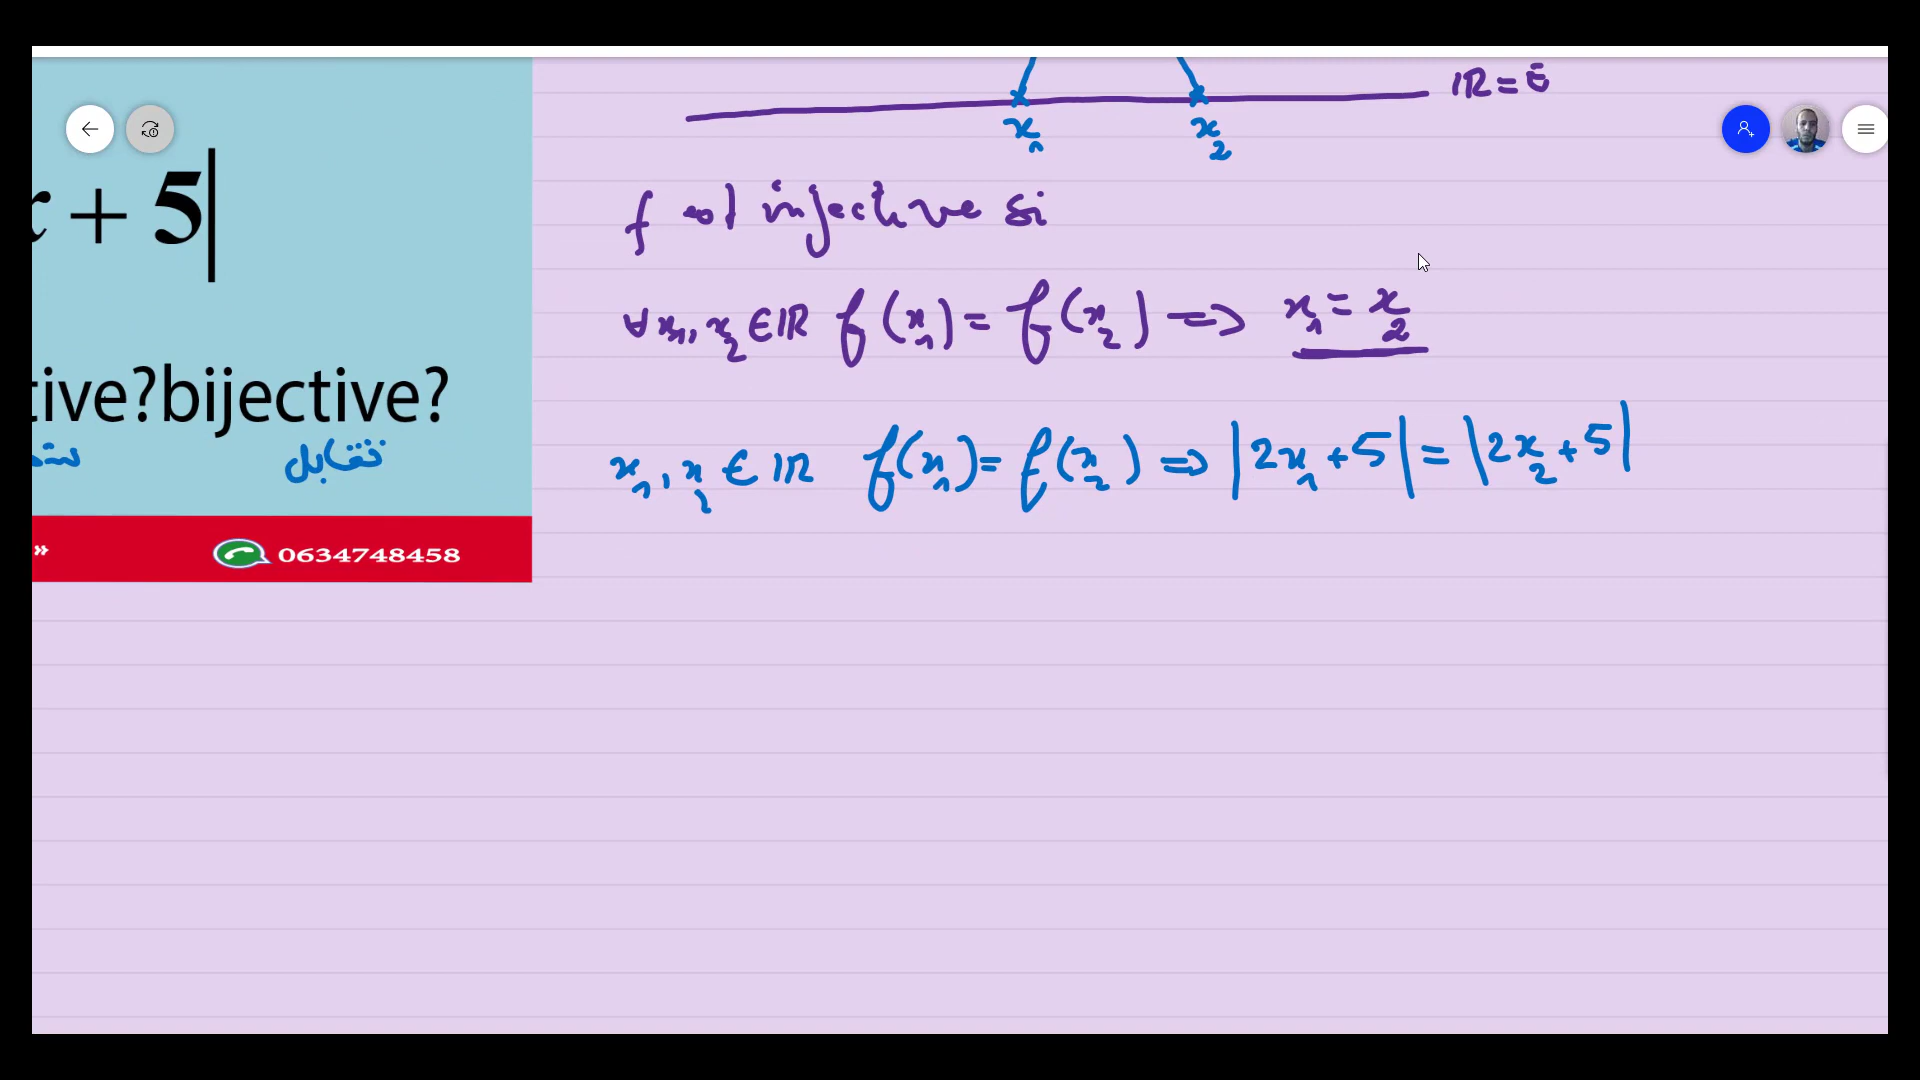 x + 5|
tive?bijective?
تقابل
»
0634748458
IR = E
x₁ x₂
f est injective si
∀x₁, x₂ ∈ IR f(x₁) = f(x₂) ⟹ x₁ = x₂
x₁, x₂ ∈ IR f(x₁) = f(x₂) ⟹ |2x₁ + 5| = |2x₂ + 5|